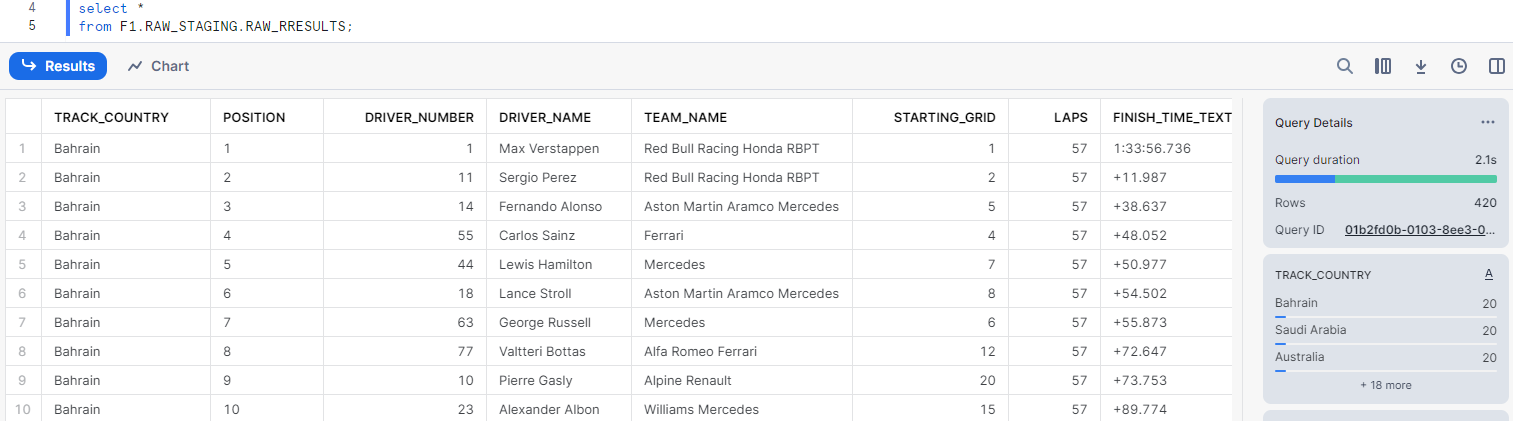 4 select *
5 from F1.RAW_STAGING.RAW_RRESULTS;
Results Chart
TRACK_COUNTRY POSITION DRIVER_NUMBER DRIVER_NAME TEAM_NAME STARTING_GRID LAPS FINISH_TIME_TEXT
1 Bahrain 1 1 Max Verstappen Red Bull Racing Honda RBPT 1 57 1:33:56.736
2 Bahrain 2 11 Sergio Perez Red Bull Racing Honda RBPT 2 57 +11.987
3 Bahrain 3 14 Fernando Alonso Aston Martin Aramco Mercedes 5 57 +38.637
4 Bahrain 4 55 Carlos Sainz Ferrari 4 57 +48.052
5 Bahrain 5 44 Lewis Hamilton Mercedes 7 57 +50.977
6 Bahrain 6 18 Lance Stroll Aston Martin Aramco Mercedes 8 57 +54.502
7 Bahrain 7 63 George Russell Mercedes 6 57 +55.873
8 Bahrain 8 77 Valtteri Bottas Alfa Romeo Ferrari 12 57 +72.647
9 Bahrain 9 10 Pierre Gasly Alpine Renault 20 57 +73.753
10 Bahrain 10 23 Alexander Albon Williams Mercedes 15 57 +89.774
Query Details ...
Query duration 2.1s
Rows 420
Query ID 01b2fd0b-0103-8ee3-0...
TRACK_COUNTRY A
Bahrain 20
Saudi Arabia 20
Australia 20
+ 18 more